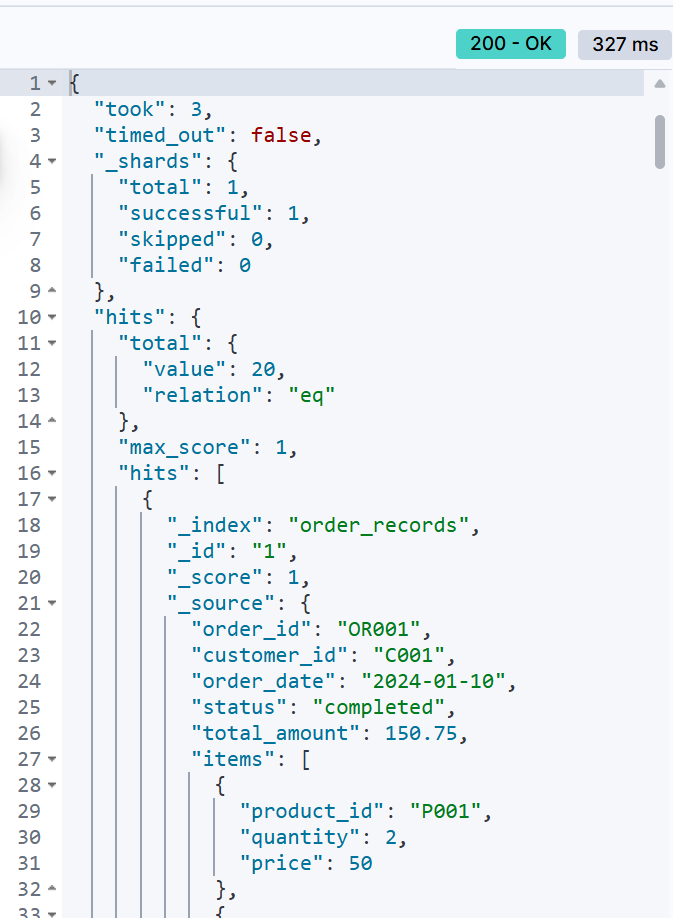 200 - OK 327 ms
1 {
2 "took": 3,
3 "timed_out": false,
4 "_shards": {
5 "total": 1,
6 "successful": 1,
7 "skipped": 0,
8 "failed": 0
9 },
10 "hits": {
11 "total": {
12 "value": 20,
13 "relation": "eq"
14 },
15 "max_score": 1,
16 "hits": [
17 {
18 "_index": "order_records",
19 "_id": "1",
20 "_score": 1,
21 "_source": {
22 "order_id": "OR001",
23 "customer_id": "C001",
24 "order_date": "2024-01-10",
25 "status": "completed",
26 "total_amount": 150.75,
27 "items": [
28 {
29 "product_id": "P001",
30 "quantity": 2,
31 "price": 50
32 },
33 {